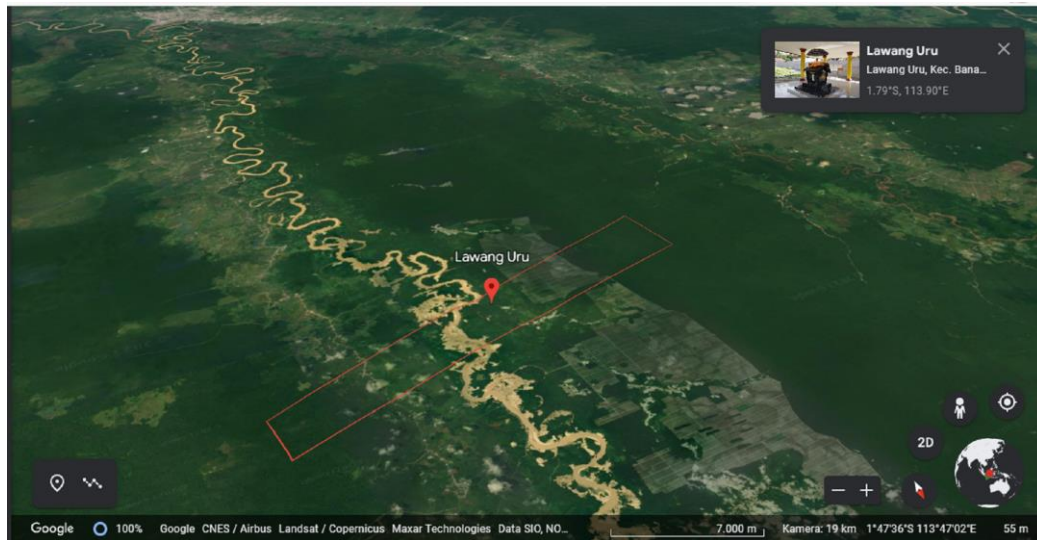 Lawang Uru
Lawang Uru, Kec. Bana...
1.79°S, 113.90°E
Lawang Uru
2D
Google 100% Google CNES / Airbus Landsat / Copernicus Maxar Technologies Data SIO, NO... 7.000 m Kamera: 19 km 1°47'36"S 113°47'02"E 55 m